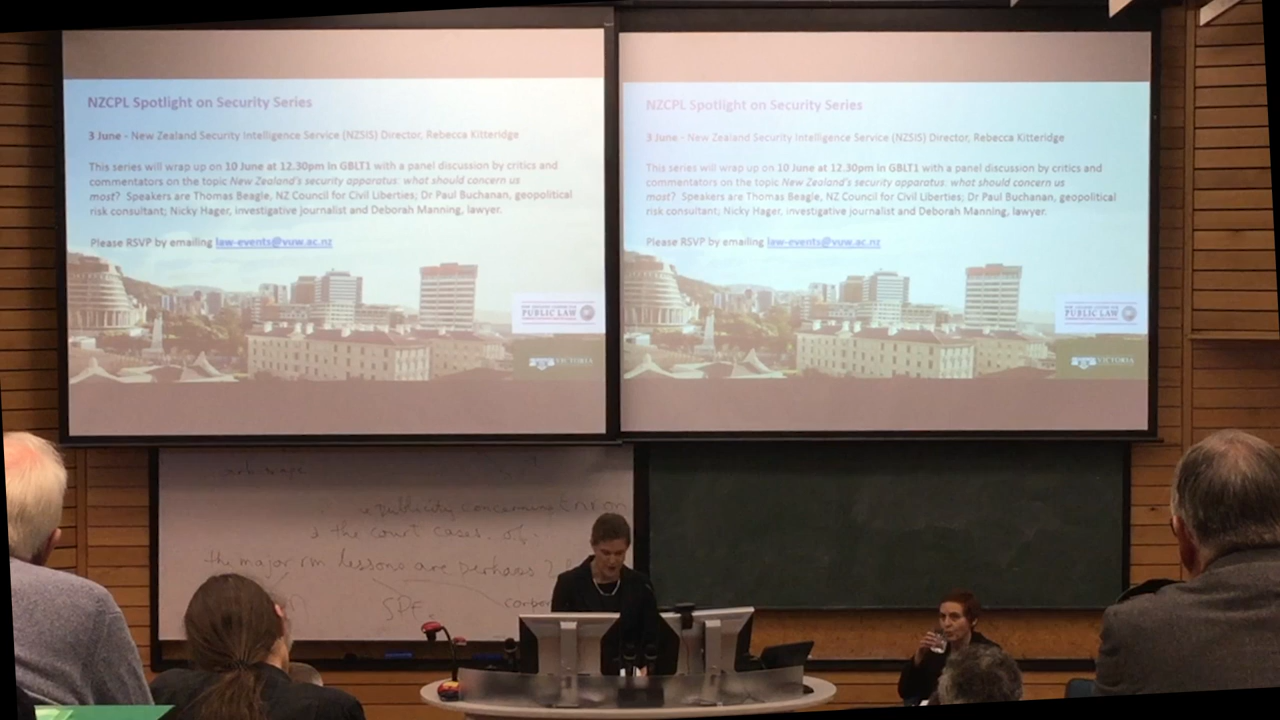 NZCPL Spotlight on Security Series
3 June - New Zealand Security Intelligence Service (NZSIS) Director, Rebecca Kitteridge
This series will wrap up on 10 June at 12.30pm in GBLT1 with a panel discussion by critics and
commentators on the topic New Zealand's security apparatus: what should concern us
most? Speakers are Thomas Beagle, NZ Council for Civil Liberties; Dr Paul Buchanan, geopolitical
risk consultant; Nicky Hager, investigative journalist and Deborah Manning, lawyer.
Please RSVP by emailing law-events@vuw.ac.nz
PUBLIC LAW
VICTORIA
NZCPL Spotlight on Security Series
3 June - New Zealand Security Intelligence Service (NZSIS) Director, Rebecca Kitteridge
This series will wrap up on 10 June at 12.30pm in GBLT1 with a panel discussion by critics and
commentators on the topic New Zealand's security apparatus: what should concern us
most? Speakers are Thomas Beagle, NZ Council for Civil Liberties; Dr Paul Buchanan, geopolitical
risk consultant; Nicky Hager, investigative journalist and Deborah Manning, lawyer.
Please RSVP by emailing law-events@vuw.ac.nz
PUBLIC LAW
VICTORIA
publicity concerning
the court cases. of
the major rm lessons are perhaps 2
SDF